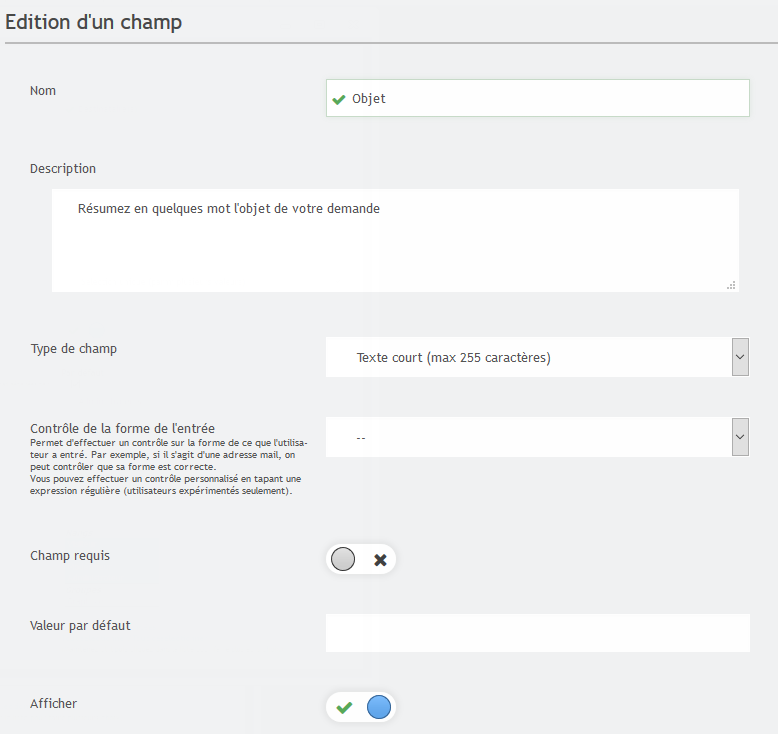 Edition d'un champ
Nom
Objet
Description
Résumez en quelques mot l'objet de votre demande
Type de champ
Texte court (max 255 caractères)
Contrôle de la forme de l'entrée
--
Permet d'effectuer un contrôle sur la forme de ce que l'utilisa-
teur a entré. Par exemple, si il s'agit d'une adresse mail, on
peut contrôler que sa forme est correcte.
Vous pouvez effectuer un contrôle personnalisé en tapant une
expression régulière (utilisateurs expérimentés seulement).
Champ requis
Valeur par défaut
Afficher